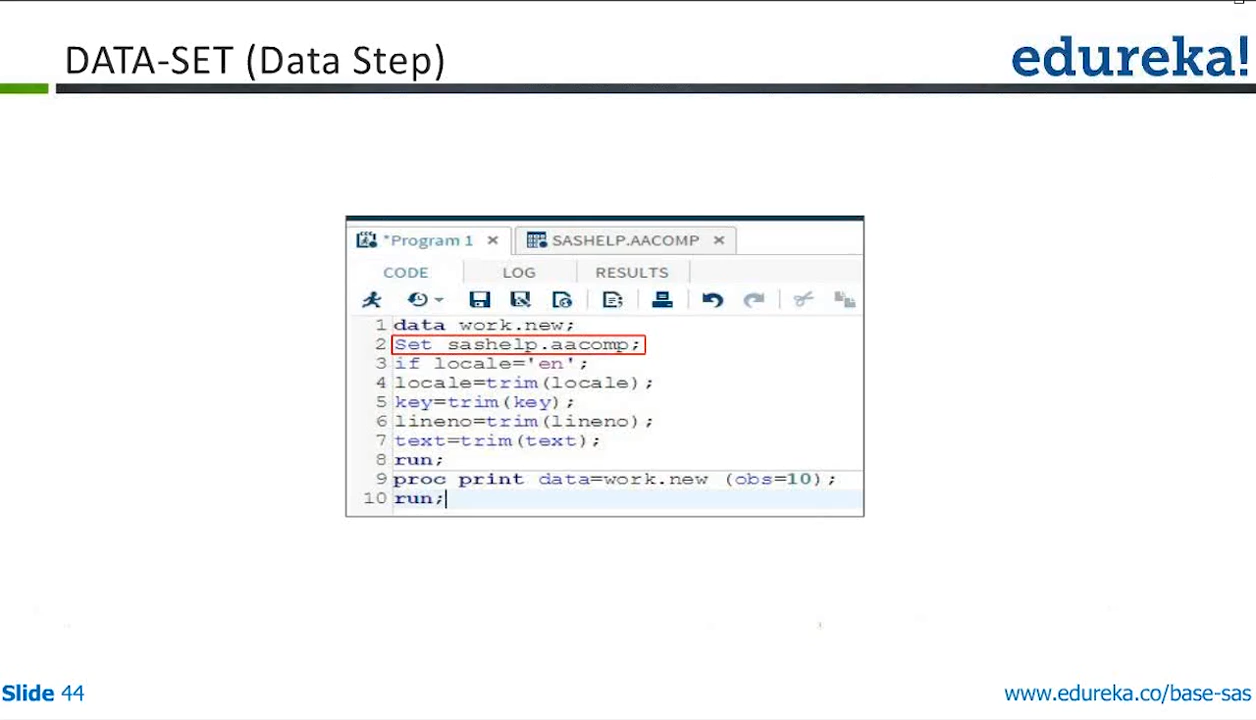 DATA-SET (Data Step)
edureka!
*Program 1
SASHELP.AACOMP
CODE LOG RESULTS
1 data work.new;
2 Set sashelp.aacomp;
3 if locale='en';
4 locale=trim(locale);
5 key=trim(key);
6 lineno=trim(lineno);
7 text=trim(text);
8 run;
9 proc print data=work.new (obs=10);
10 run;
Slide 44
www.edureka.co/base-sas